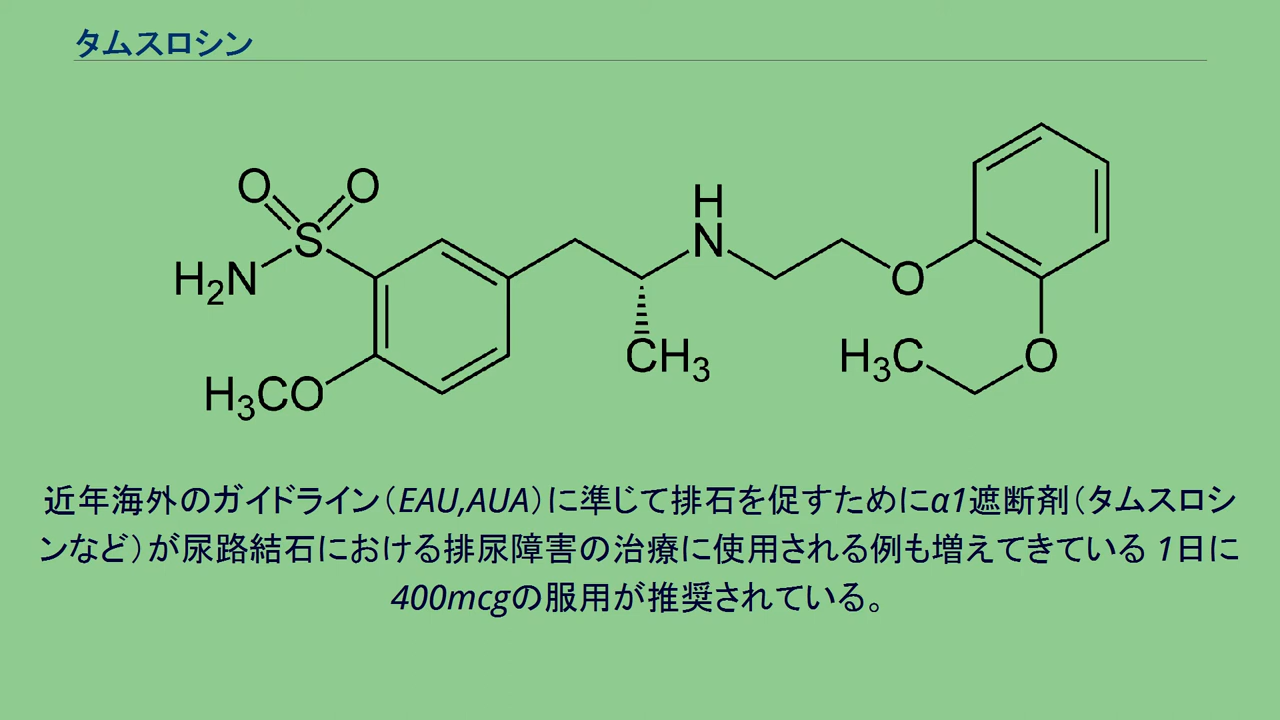 タムスロシン
O O
H
S N
H₂N O
CH₃ H₃C O
H₃CO
近年海外のガイドライン（EAU,AUA）に準じて排石を促すためにα1遮断剤（タムスロシ
ンなど）が尿路結石における排尿障害の治療に使用される例も増えてきている 1日に
400mcgの服用が推奨されている。